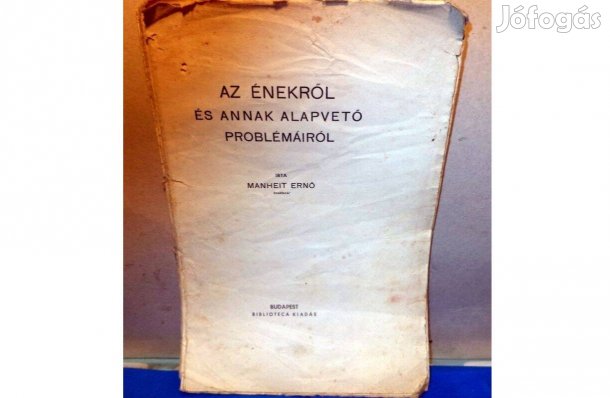 Jófogás
AZ ÉNEKRŐL
ÉS ANNAK ALAPVETŐ
PROBLÉMÁIRÓL
IRTA
MANHEIT ERNŐ
BUDAPEST
BIBLIOTECA KIADÁS